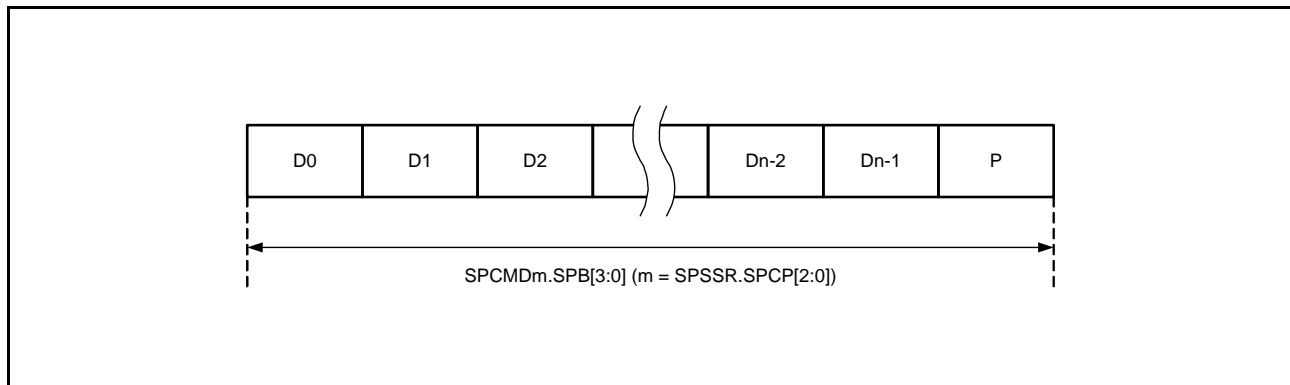 D0 D1 D2 Dn-2 Dn-1 P
SPCMDm.SPB[3:0] (m = SPSSR.SPCP[2:0])